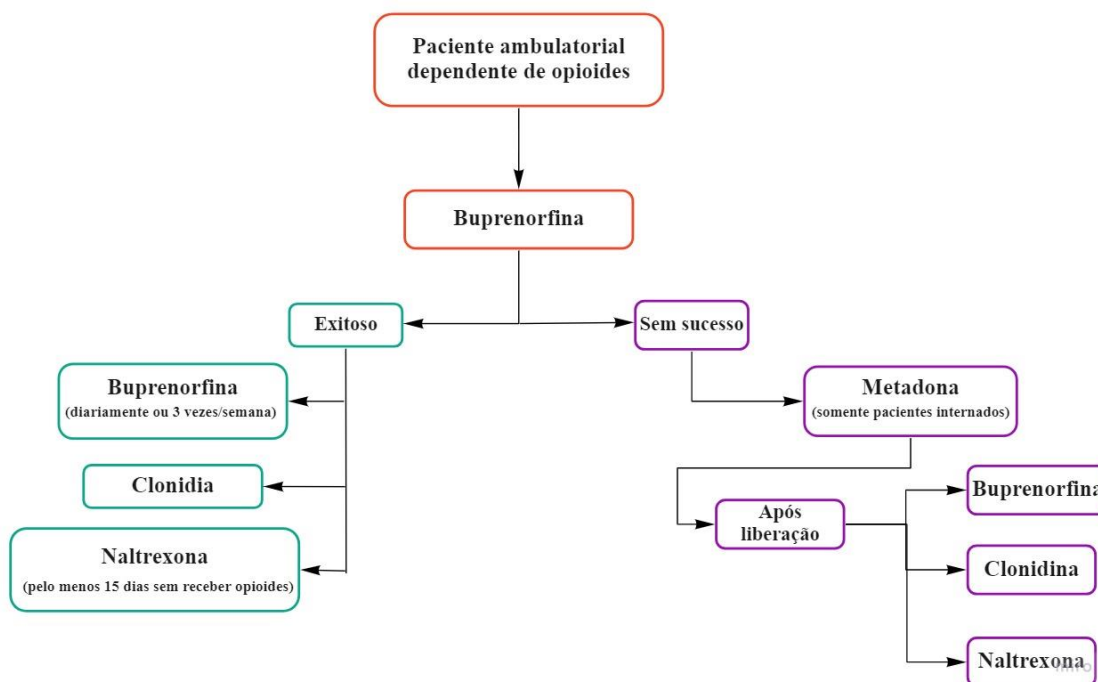 Paciente ambulatorial
dependente de opioides
Buprenorfina
Exitoso
Sem sucesso
Buprenorfina
(diariamente ou 3 vezes/semana)
Clonidia
Naltrexona
(pelo menos 15 dias sem receber opioides)
Metadona
(somente pacientes internados)
Após
liberação
Buprenorfina
Clonidina
Naltrexona
miro